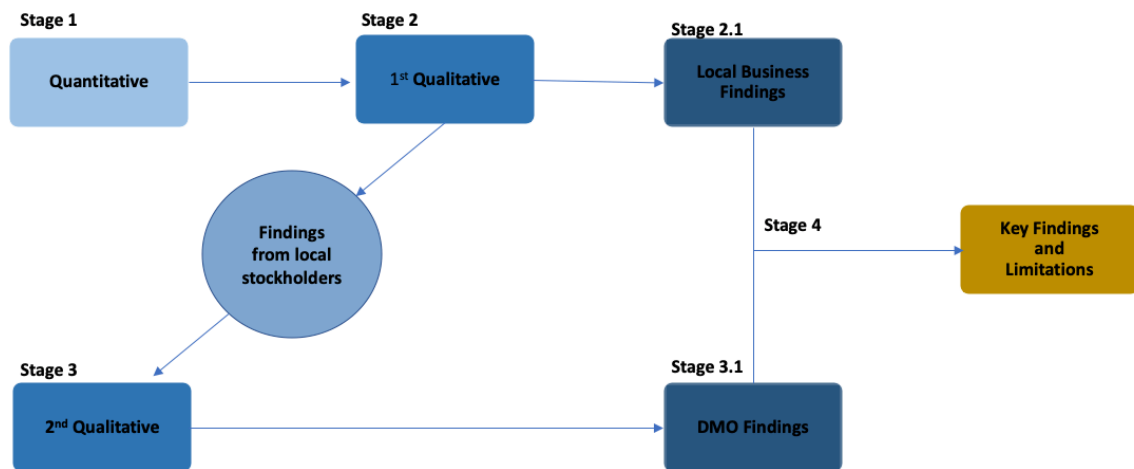 Stage 1
Quantitative
Stage 2
1st Qualitative
Stage 2.1
Local Business
Findings
Findings
from local
stockholders
Stage 4
Key Findings
and
Limitations
Stage 3
2nd Qualitative
Stage 3.1
DMO Findings